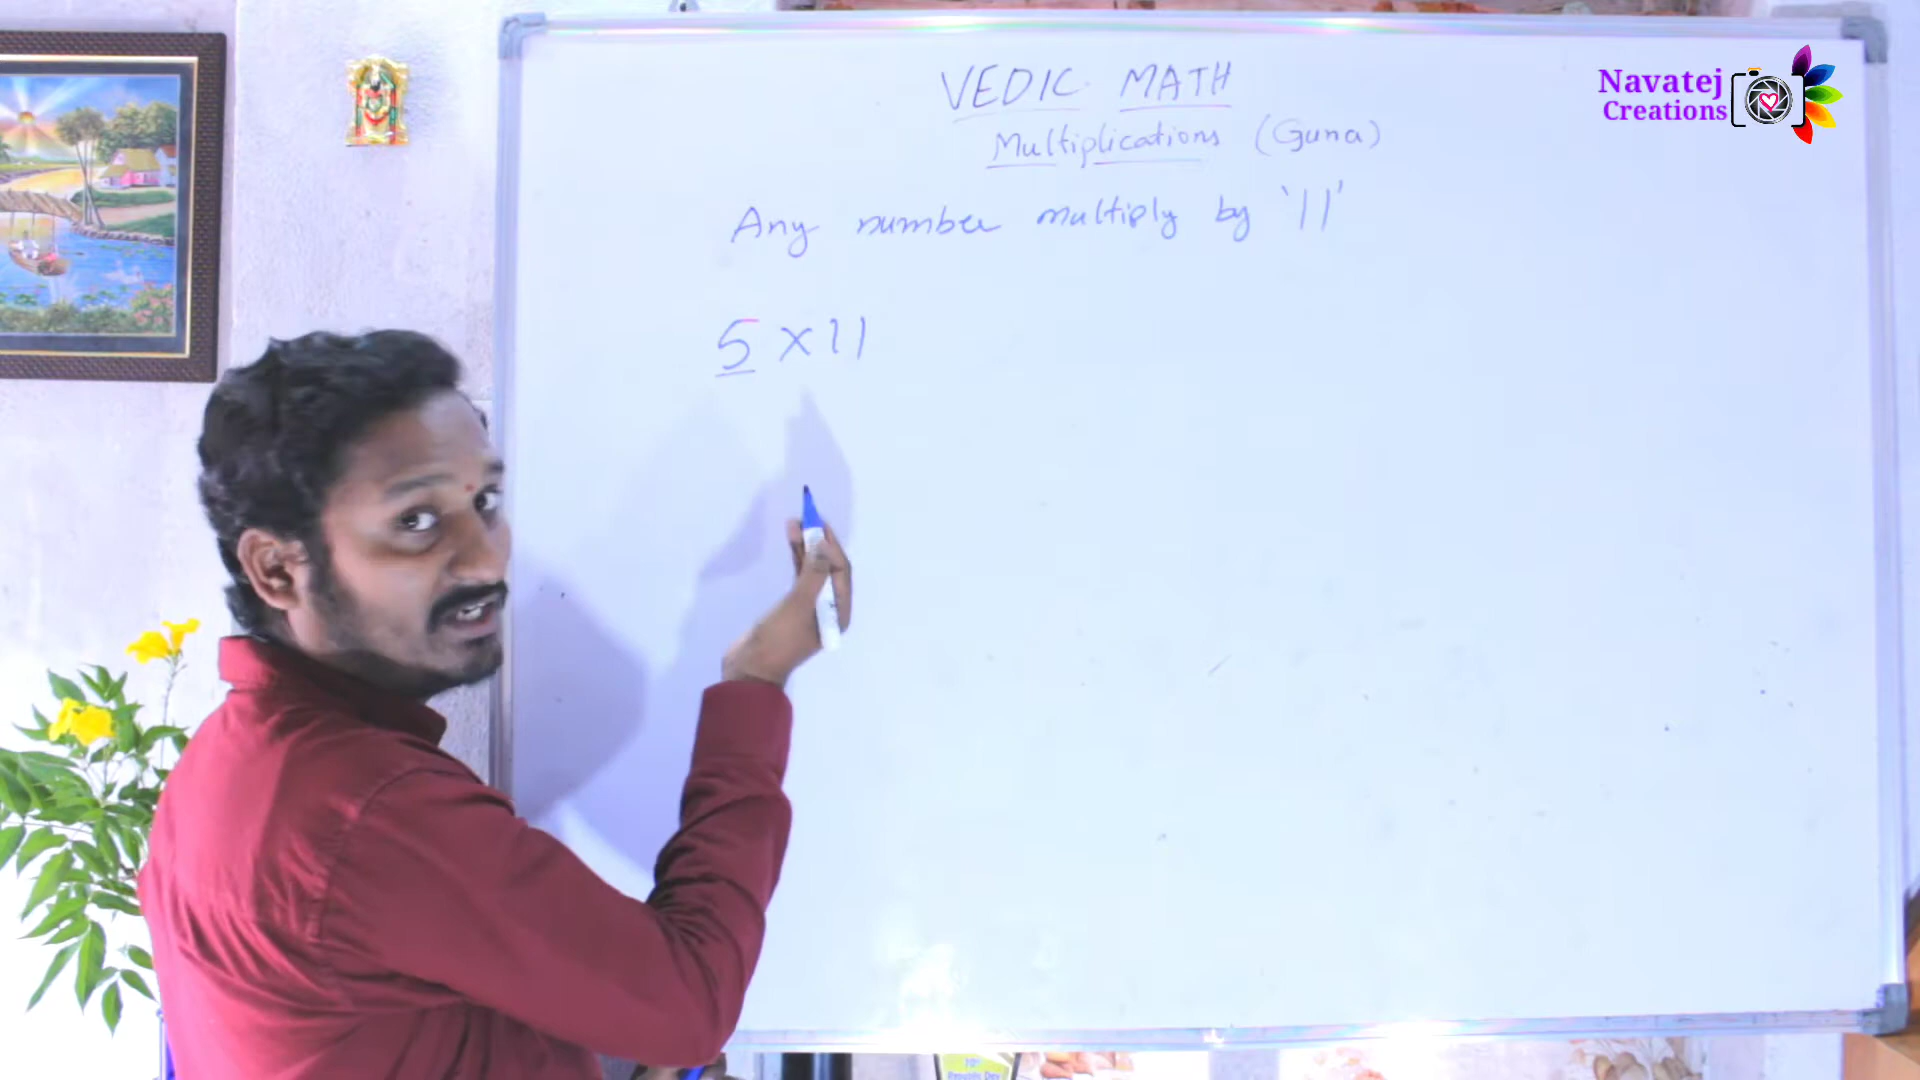 VEDIC MATH
Multiplications (Guna)
Any number multiply by '11'
5 x 11
Navatej
Creations